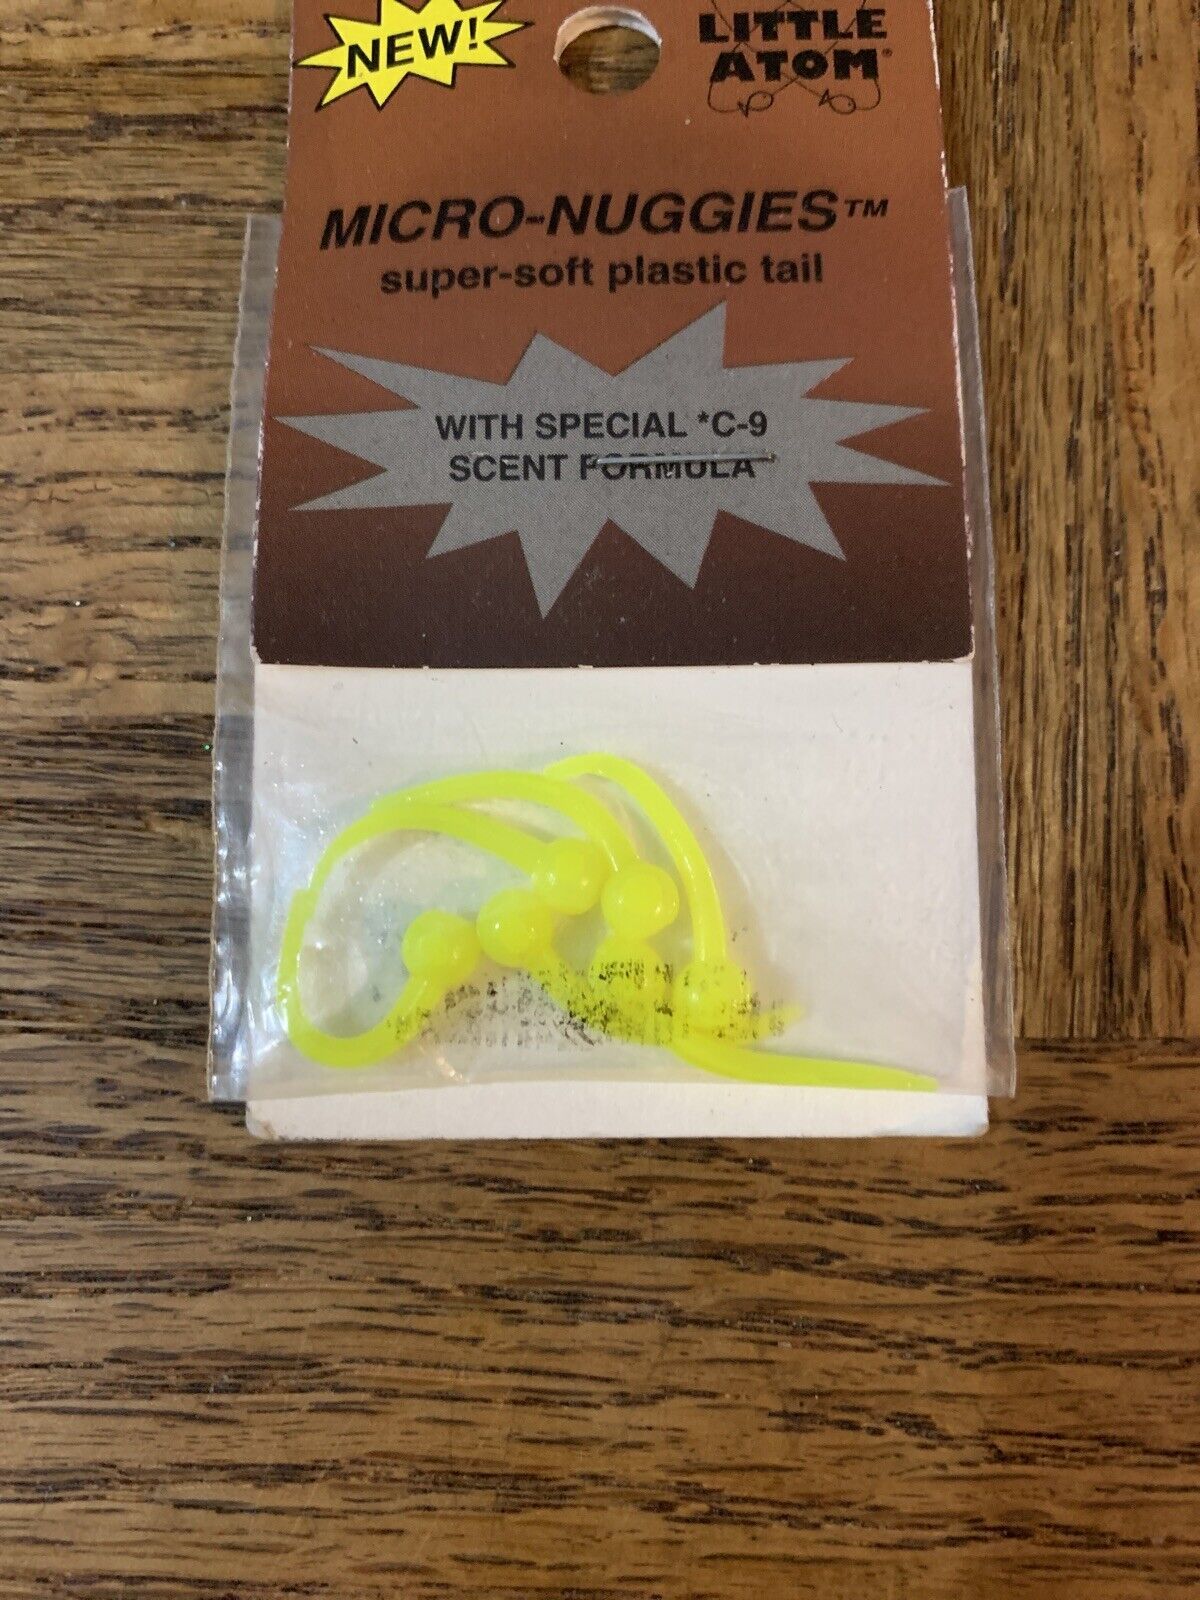 NEW!
LITTLE
ATOM®
MICRO-NUGGIES™
super-soft plastic tail
WITH SPECIAL *C-9
SCENT FORMULA